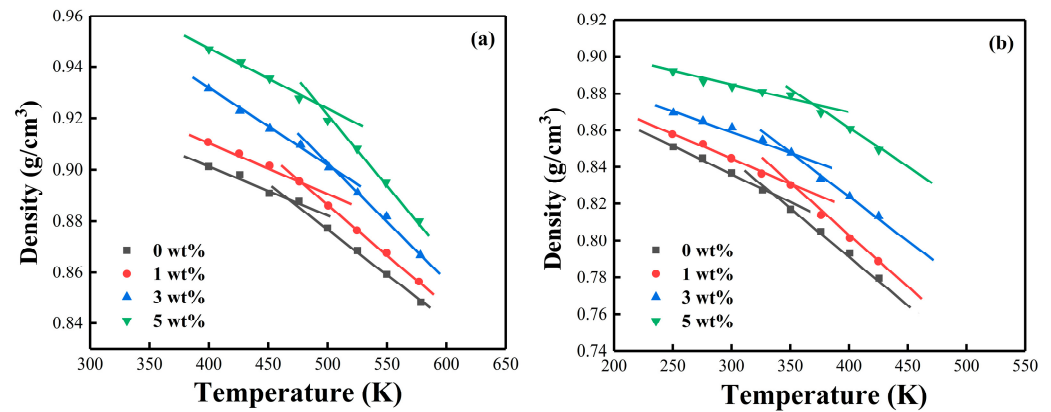 (a)
0.96
0.94
0.92
0.90
0.88
0.86
0.84
Density (g/cm³)
0 wt%
1 wt%
3 wt%
5 wt%
300 350 400 450 500 550 600 650
Temperature (K)
(b)
0.92
0.90
0.88
0.86
0.84
0.82
0.80
0.78
0.76
0.74
Density (g/cm³)
0 wt%
1 wt%
3 wt%
5 wt%
200 250 300 350 400 450 500 550
Temperature (K)